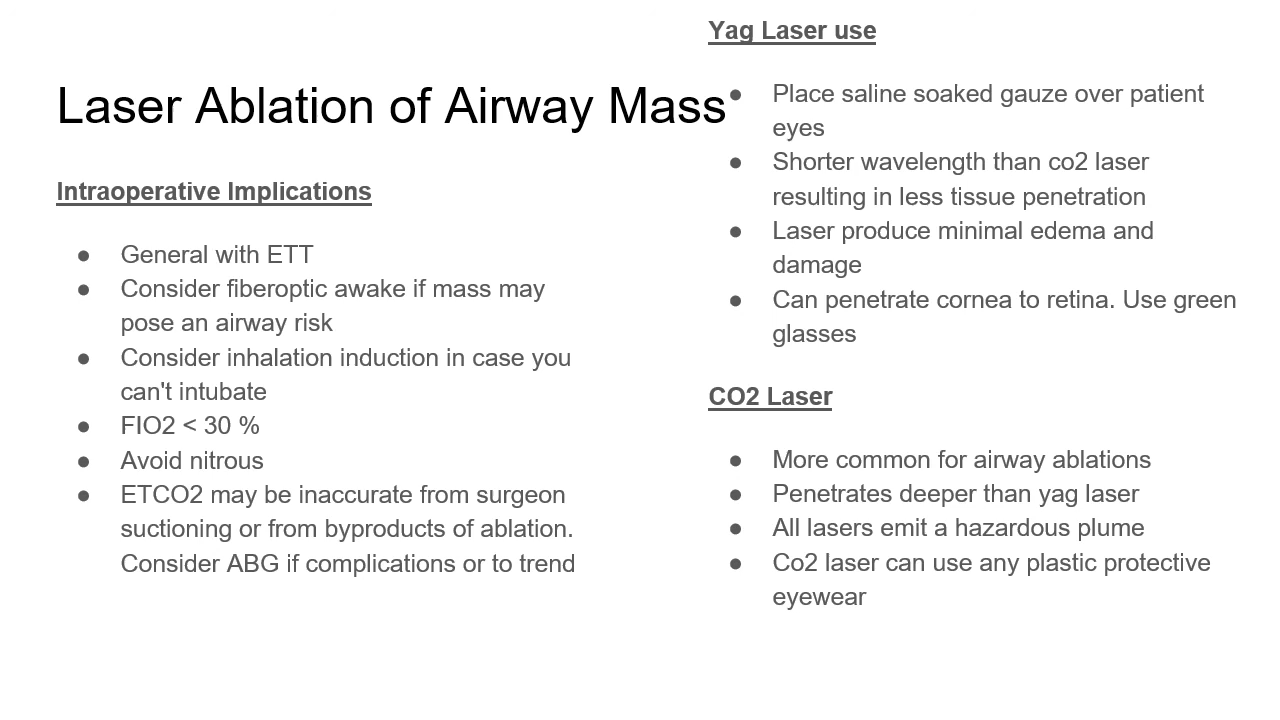 Laser Ablation of Airway Mass
Intraoperative Implications
● General with ETT
● Consider fiberoptic awake if mass may
pose an airway risk
● Consider inhalation induction in case you
can't intubate
● FIO2 < 30 %
● Avoid nitrous
● ETCO2 may be inaccurate from surgeon
suctioning or from byproducts of ablation.
Consider ABG if complications or to trend
Yag Laser use
● Place saline soaked gauze over patient
eyes
● Shorter wavelength than co2 laser
resulting in less tissue penetration
● Laser produce minimal edema and
damage
● Can penetrate cornea to retina. Use green
glasses
CO2 Laser
● More common for airway ablations
● Penetrates deeper than yag laser
● All lasers emit a hazardous plume
● Co2 laser can use any plastic protective
eyewear